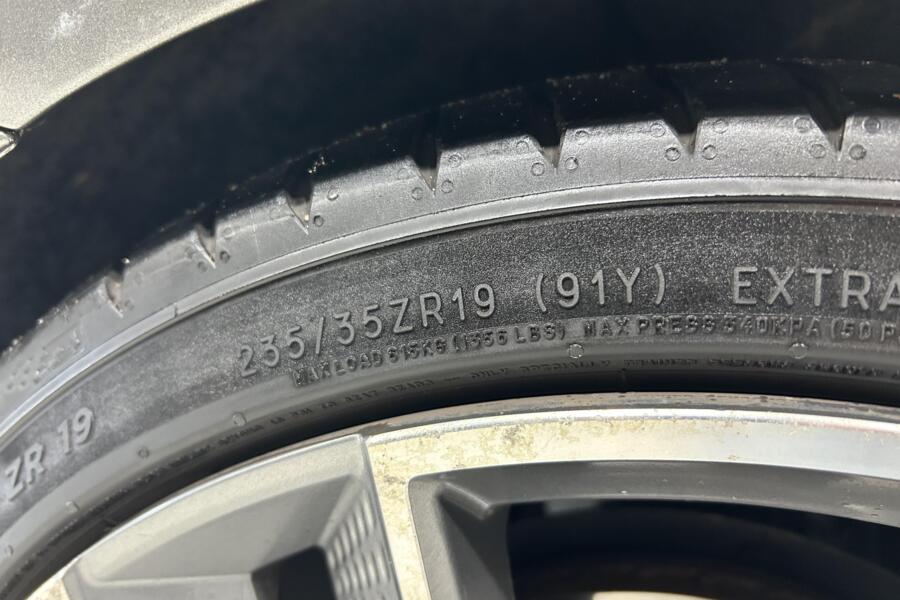 235/35ZR19 (91Y) EXTRA
MAX LOAD 615KG (1356 LBS) MAX PRESS 340KPA (50 P
ZR 19